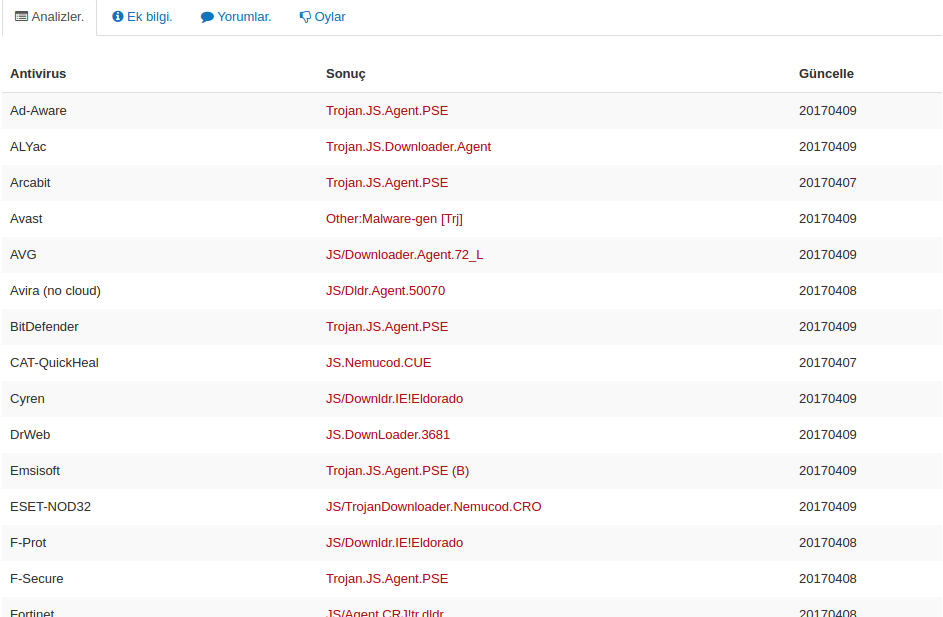 Analizler. Ek bilgi. Yorumlar. Oylar
Antivirus Sonuç Güncelle
Ad-Aware Trojan.JS.Agent.PSE 20170409
ALYac Trojan.JS.Downloader.Agent 20170409
Arcabit Trojan.JS.Agent.PSE 20170407
Avast Other:Malware-gen [Trj] 20170409
AVG JS/Downloader.Agent.72_L 20170409
Avira (no cloud) JS/Dldr.Agent.50070 20170408
BitDefender Trojan.JS.Agent.PSE 20170409
CAT-QuickHeal JS.Nemucod.CUE 20170407
Cyren JS/Downldr.IE!Eldorado 20170409
DrWeb JS.DownLoader.3681 20170409
Emsisoft Trojan.JS.Agent.PSE (B) 20170409
ESET-NOD32 JS/TrojanDownloader.Nemucod.CRO 20170409
F-Prot JS/Downldr.IE!Eldorado 20170408
F-Secure Trojan.JS.Agent.PSE 20170408
Fortinet JS/Agent.CRJ!tr.dldr 20170408